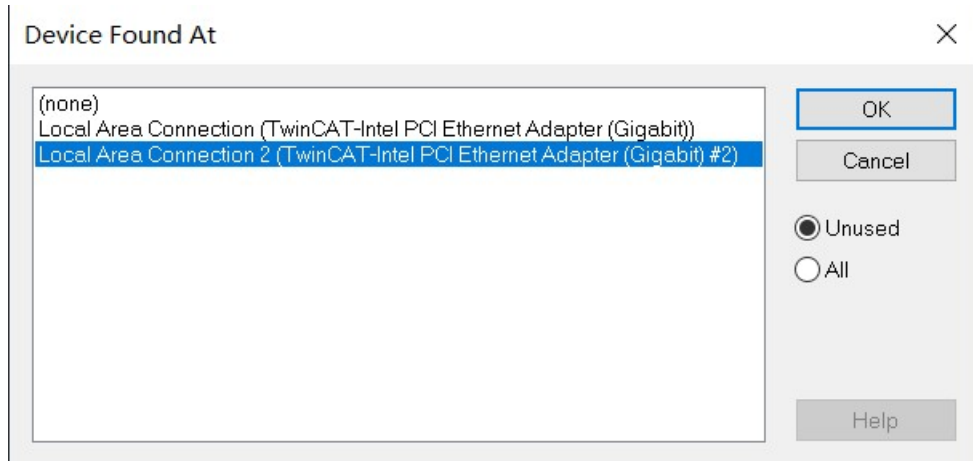 Device Found At
(none)
Local Area Connection (TwinCAT-Intel PCI Ethernet Adapter (Gigabit))
Local Area Connection 2 (TwinCAT-Intel PCI Ethernet Adapter (Gigabit) #2)
OK
Cancel
Unused
All
Help